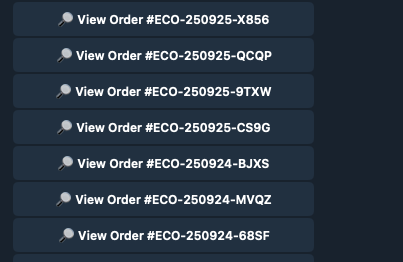 View Order #ECO-250925-X856
View Order #ECO-250925-QCQP
View Order #ECO-250925-9TXW
View Order #ECO-250925-CS9G
View Order #ECO-250924-BJXS
View Order #ECO-250924-MVQZ
View Order #ECO-250924-68SF